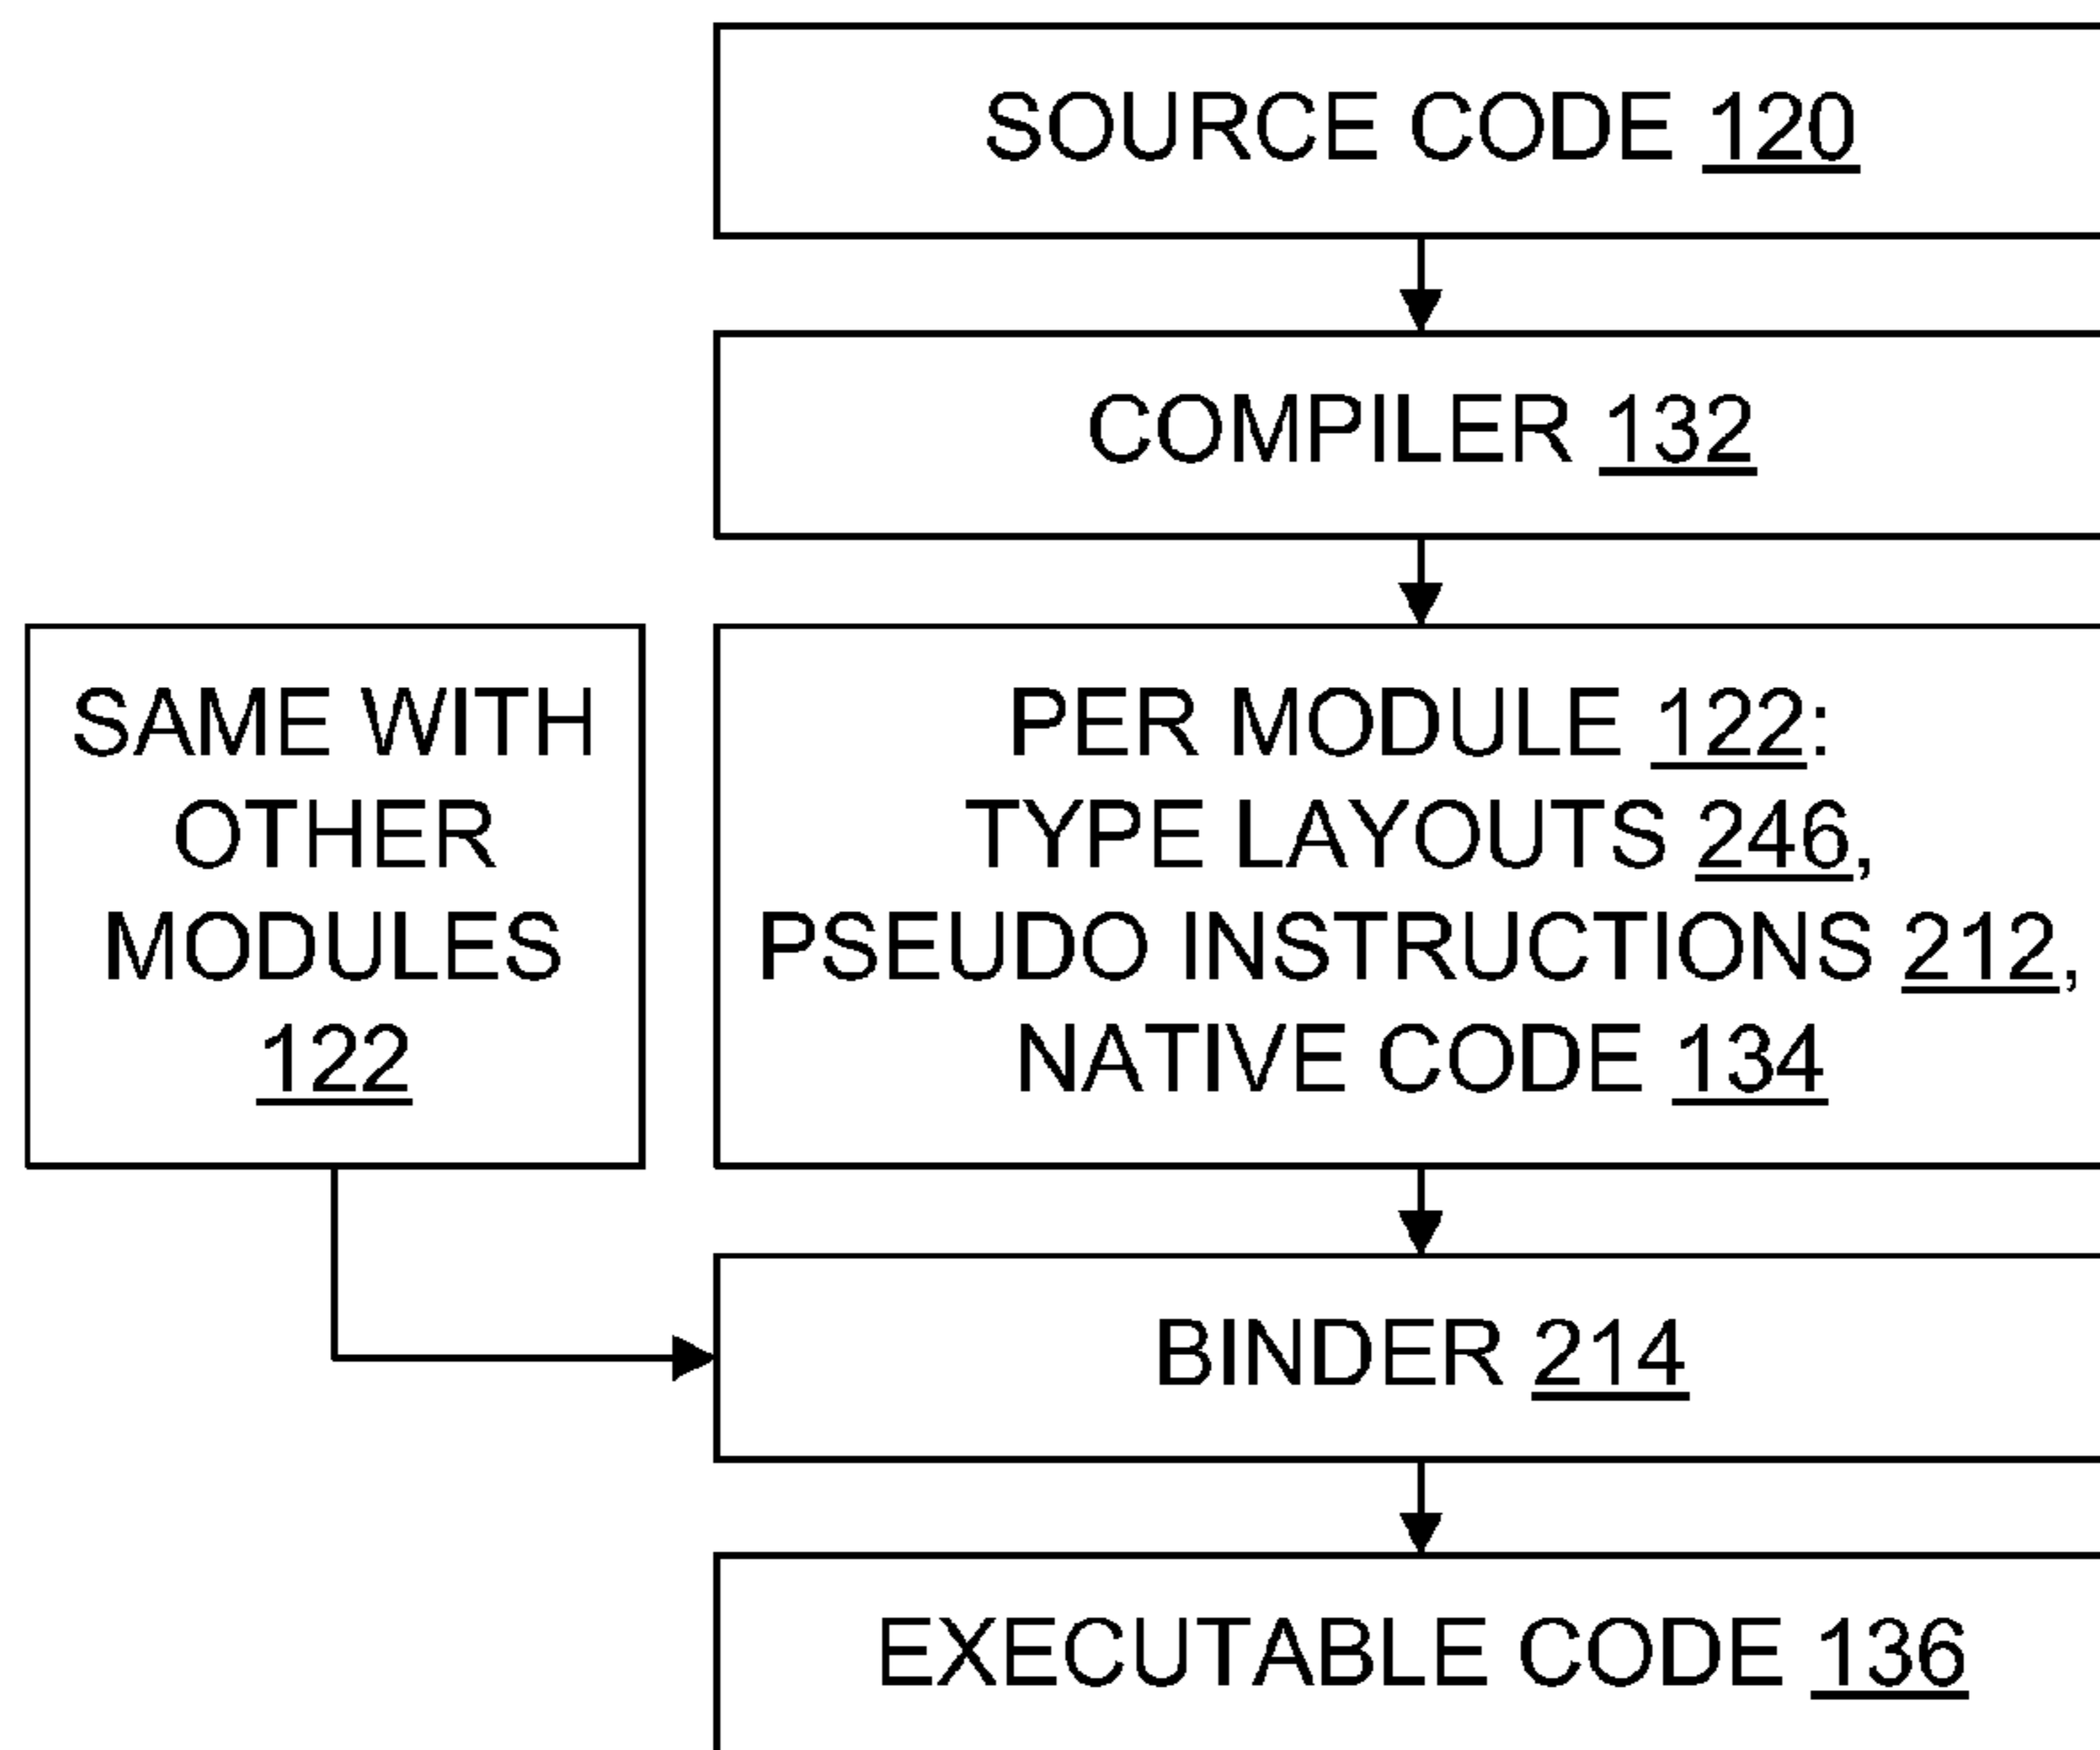 SOURCE CODE 120
COMPILER 132
SAME WITH
OTHER
MODULES
122
PER MODULE 122:
TYPE LAYOUTS 246,
PSEUDO INSTRUCTIONS 212,
NATIVE CODE 134
BINDER 214
EXECUTABLE CODE 136